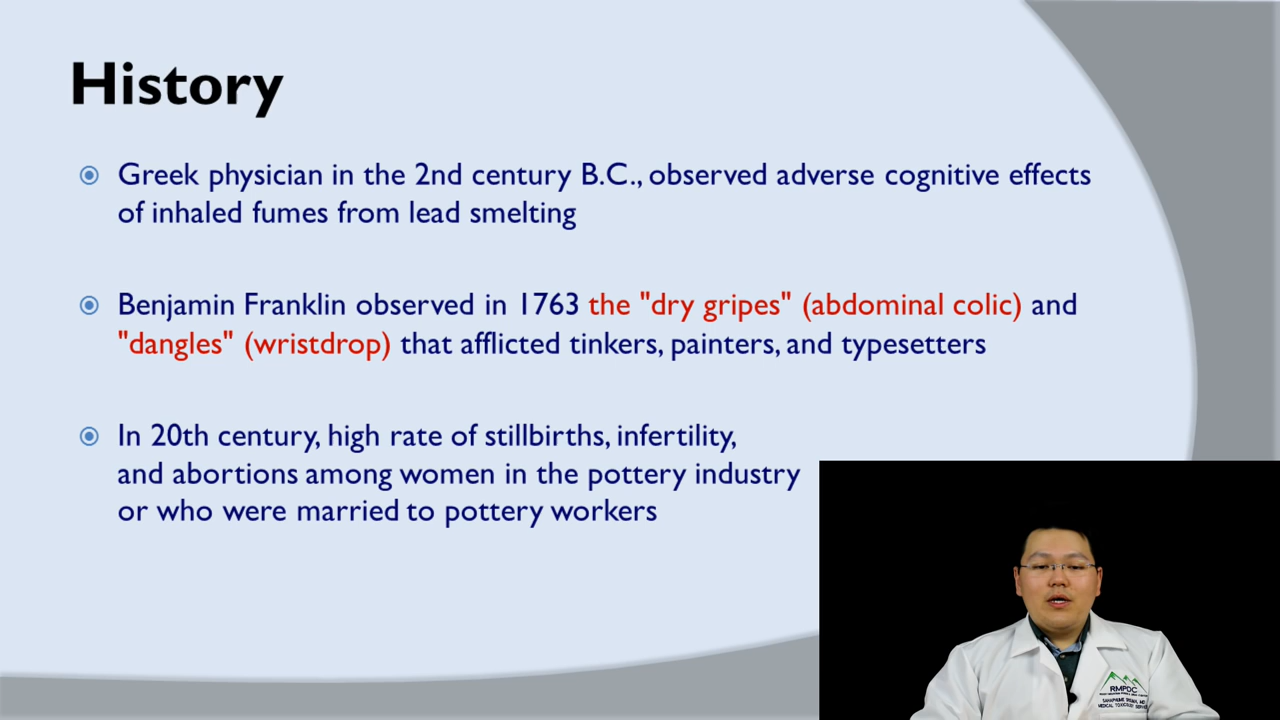 History
Greek physician in the 2nd century B.C., observed adverse cognitive effects
of inhaled fumes from lead smelting
Benjamin Franklin observed in 1763 the "dry gripes" (abdominal colic) and
"dangles" (wristdrop) that afflicted tinkers, painters, and typesetters
In 20th century, high rate of stillbirths, infertility,
and abortions among women in the pottery industry
or who were married to pottery workers
RMPDC
MEDICAL TOXICOLOGY